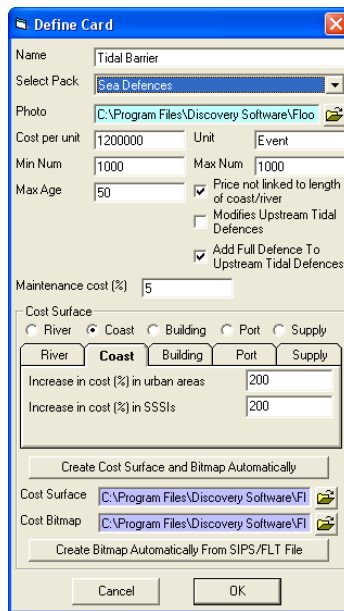 Define Card
Name Tidal Barrier
Select Pack Sea Defences
Photo C:\Program Files\Discovery Software\Floo
Cost per unit 1200000 Unit Event
Min Num 1000 Max Num 1000
Max Age 50 Price not linked to length
of coast/river
Modifies Upstream Tidal
Defences
Add Full Defence To
Upstream Tidal Defences
Maintenance cost (%) 5
Cost Surface
River Coast Building Port Supply
River Coast Building Port Supply
Increase in cost (%) in urban areas 200
Increase in cost (%) in SSSIs 200
Create Cost Surface and Bitmap Automatically
Cost Surface C:\Program Files\Discovery Software\Fl
Cost Bitmap C:\Program Files\Discovery Software\Fl
Create Bitmap Automatically From SIPS/FLT File
Cancel OK